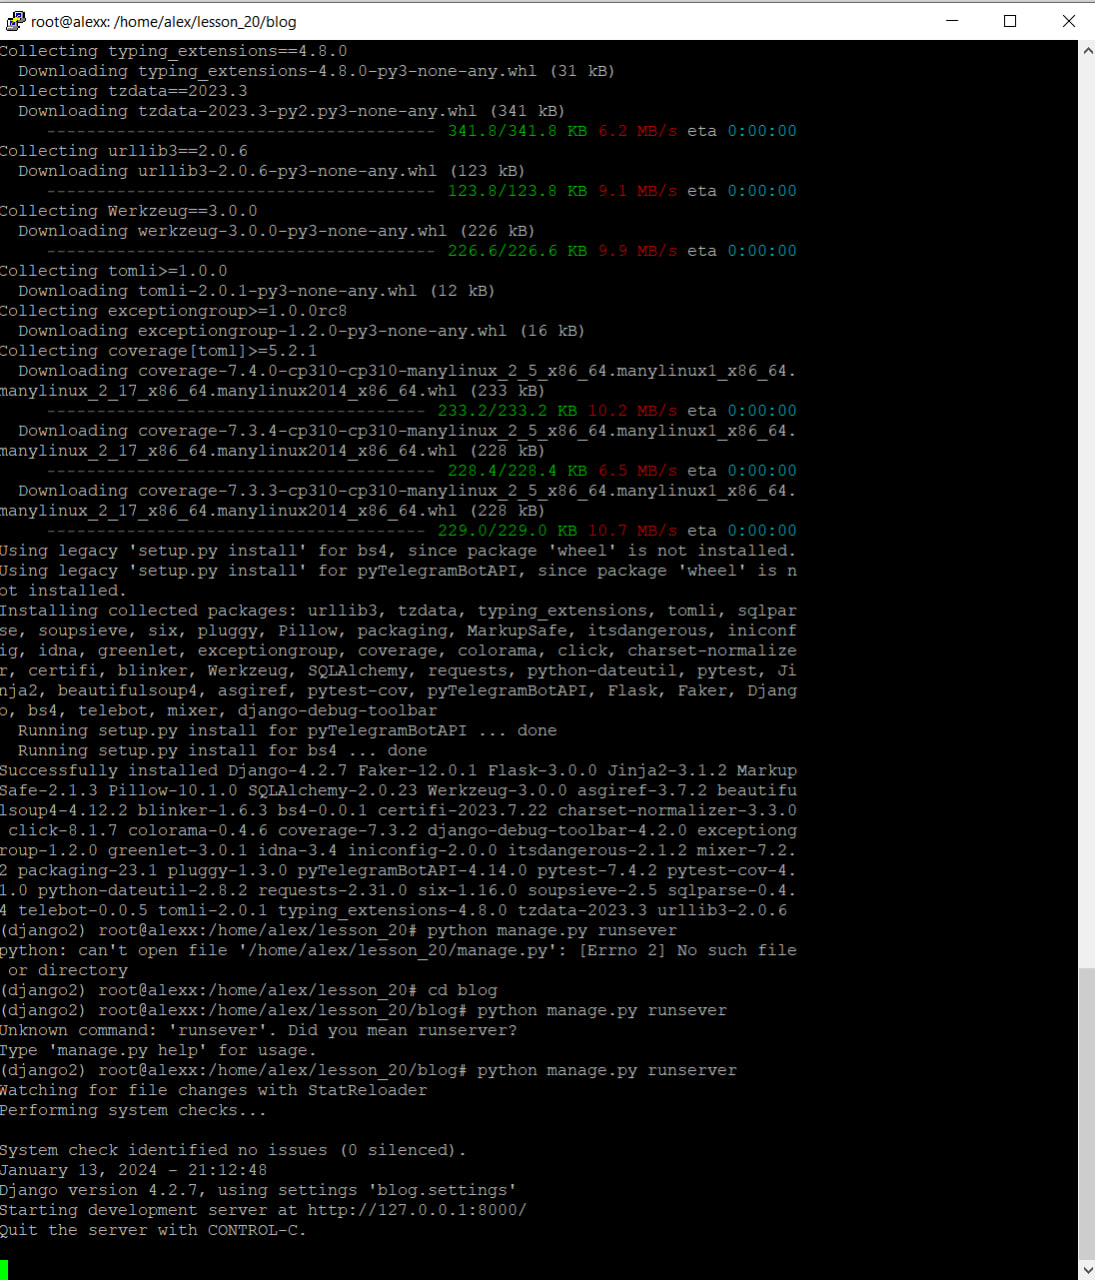 root@alexx: /home/alex/lesson_20/blog
Collecting typing_extensions==4.8.0
  Downloading typing_extensions-4.8.0-py3-none-any.whl (31 kB)
Collecting tzdata==2023.3
  Downloading tzdata-2023.3-py2.py3-none-any.whl (341 kB)
     --------------------------------------- 341.8/341.8 KB 6.2 MB/s eta 0:00:00
Collecting urllib3==2.0.6
  Downloading urllib3-2.0.6-py3-none-any.whl (123 kB)
     --------------------------------------- 123.8/123.8 KB 9.1 MB/s eta 0:00:00
Collecting Werkzeug==3.0.0
  Downloading werkzeug-3.0.0-py3-none-any.whl (226 kB)
     --------------------------------------- 226.6/226.6 KB 9.9 MB/s eta 0:00:00
Collecting tomli>=1.0.0
  Downloading tomli-2.0.1-py3-none-any.whl (12 kB)
Collecting exceptiongroup>=1.0.0rc8
  Downloading exceptiongroup-1.2.0-py3-none-any.whl (16 kB)
Collecting coverage[toml]>=5.2.1
  Downloading coverage-7.4.0-cp310-cp310-manylinux_2_5_x86_64.manylinux1_x86_64.
manylinux_2_17_x86_64.manylinux2014_x86_64.whl (233 kB)
     -------------------------------------- 233.2/233.2 KB 10.2 MB/s eta 0:00:00
  Downloading coverage-7.3.4-cp310-cp310-manylinux_2_5_x86_64.manylinux1_x86_64.
manylinux_2_17_x86_64.manylinux2014_x86_64.whl (228 kB)
     --------------------------------------- 228.4/228.4 KB 6.5 MB/s eta 0:00:00
  Downloading coverage-7.3.3-cp310-cp310-manylinux_2_5_x86_64.manylinux1_x86_64.
manylinux_2_17_x86_64.manylinux2014_x86_64.whl (228 kB)
     -------------------------------------- 229.0/229.0 KB 10.7 MB/s eta 0:00:00
Using legacy 'setup.py install' for bs4, since package 'wheel' is not installed.
Using legacy 'setup.py install' for pyTelegramBotAPI, since package 'wheel' is n
ot installed.
Installing collected packages: urllib3, tzdata, typing_extensions, tomli, sqlpar
se, soupsieve, six, pluggy, Pillow, packaging, MarkupSafe, itsdangerous, iniconf
ig, idna, greenlet, exceptiongroup, coverage, colorama, click, charset-normalize
r, certifi, blinker, Werkzeug, SQLAlchemy, requests, python-dateutil, pytest, Ji
nja2, beautifulsoup4, asgiref, pytest-cov, pyTelegramBotAPI, Flask, Faker, Djang
o, bs4, telebot, mixer, django-debug-toolbar
  Running setup.py install for pyTelegramBotAPI ... done
  Running setup.py install for bs4 ... done
Successfully installed Django-4.2.7 Faker-12.0.1 Flask-3.0.0 Jinja2-3.1.2 Markup
Safe-2.1.3 Pillow-10.1.0 SQLAlchemy-2.0.23 Werkzeug-3.0.0 asgiref-3.7.2 beautifu
lsoup4-4.12.2 blinker-1.6.3 bs4-0.0.1 certifi-2023.7.22 charset-normalizer-3.3.0
 click-8.1.7 colorama-0.4.6 coverage-7.3.2 django-debug-toolbar-4.2.0 exceptiong
roup-1.2.0 greenlet-3.0.1 idna-3.4 iniconfig-2.0.0 itsdangerous-2.1.2 mixer-7.2.
2 packaging-23.1 pluggy-1.3.0 pyTelegramBotAPI-4.14.0 pytest-7.4.2 pytest-cov-4.
1.0 python-dateutil-2.8.2 requests-2.31.0 six-1.16.0 soupsieve-2.5 sqlparse-0.4.
4 telebot-0.0.5 tomli-2.0.1 typing_extensions-4.8.0 tzdata-2023.3 urllib3-2.0.6
(django2) root@alexx:/home/alex/lesson_20# python manage.py runsever
python: can't open file '/home/alex/lesson_20/manage.py': [Errno 2] No such file
 or directory
(django2) root@alexx:/home/alex/lesson_20# cd blog
(django2) root@alexx:/home/alex/lesson_20/blog# python manage.py runsever
Unknown command: 'runsever'. Did you mean runserver?
Type 'manage.py help' for usage.
(django2) root@alexx:/home/alex/lesson_20/blog# python manage.py runserver
Watching for file changes with StatReloader
Performing system checks...

System check identified no issues (0 silenced).
January 13, 2024 - 21:12:48
Django version 4.2.7, using settings 'blog.settings'
Starting development server at http://127.0.0.1:8000/
Quit the server with CONTROL-C.